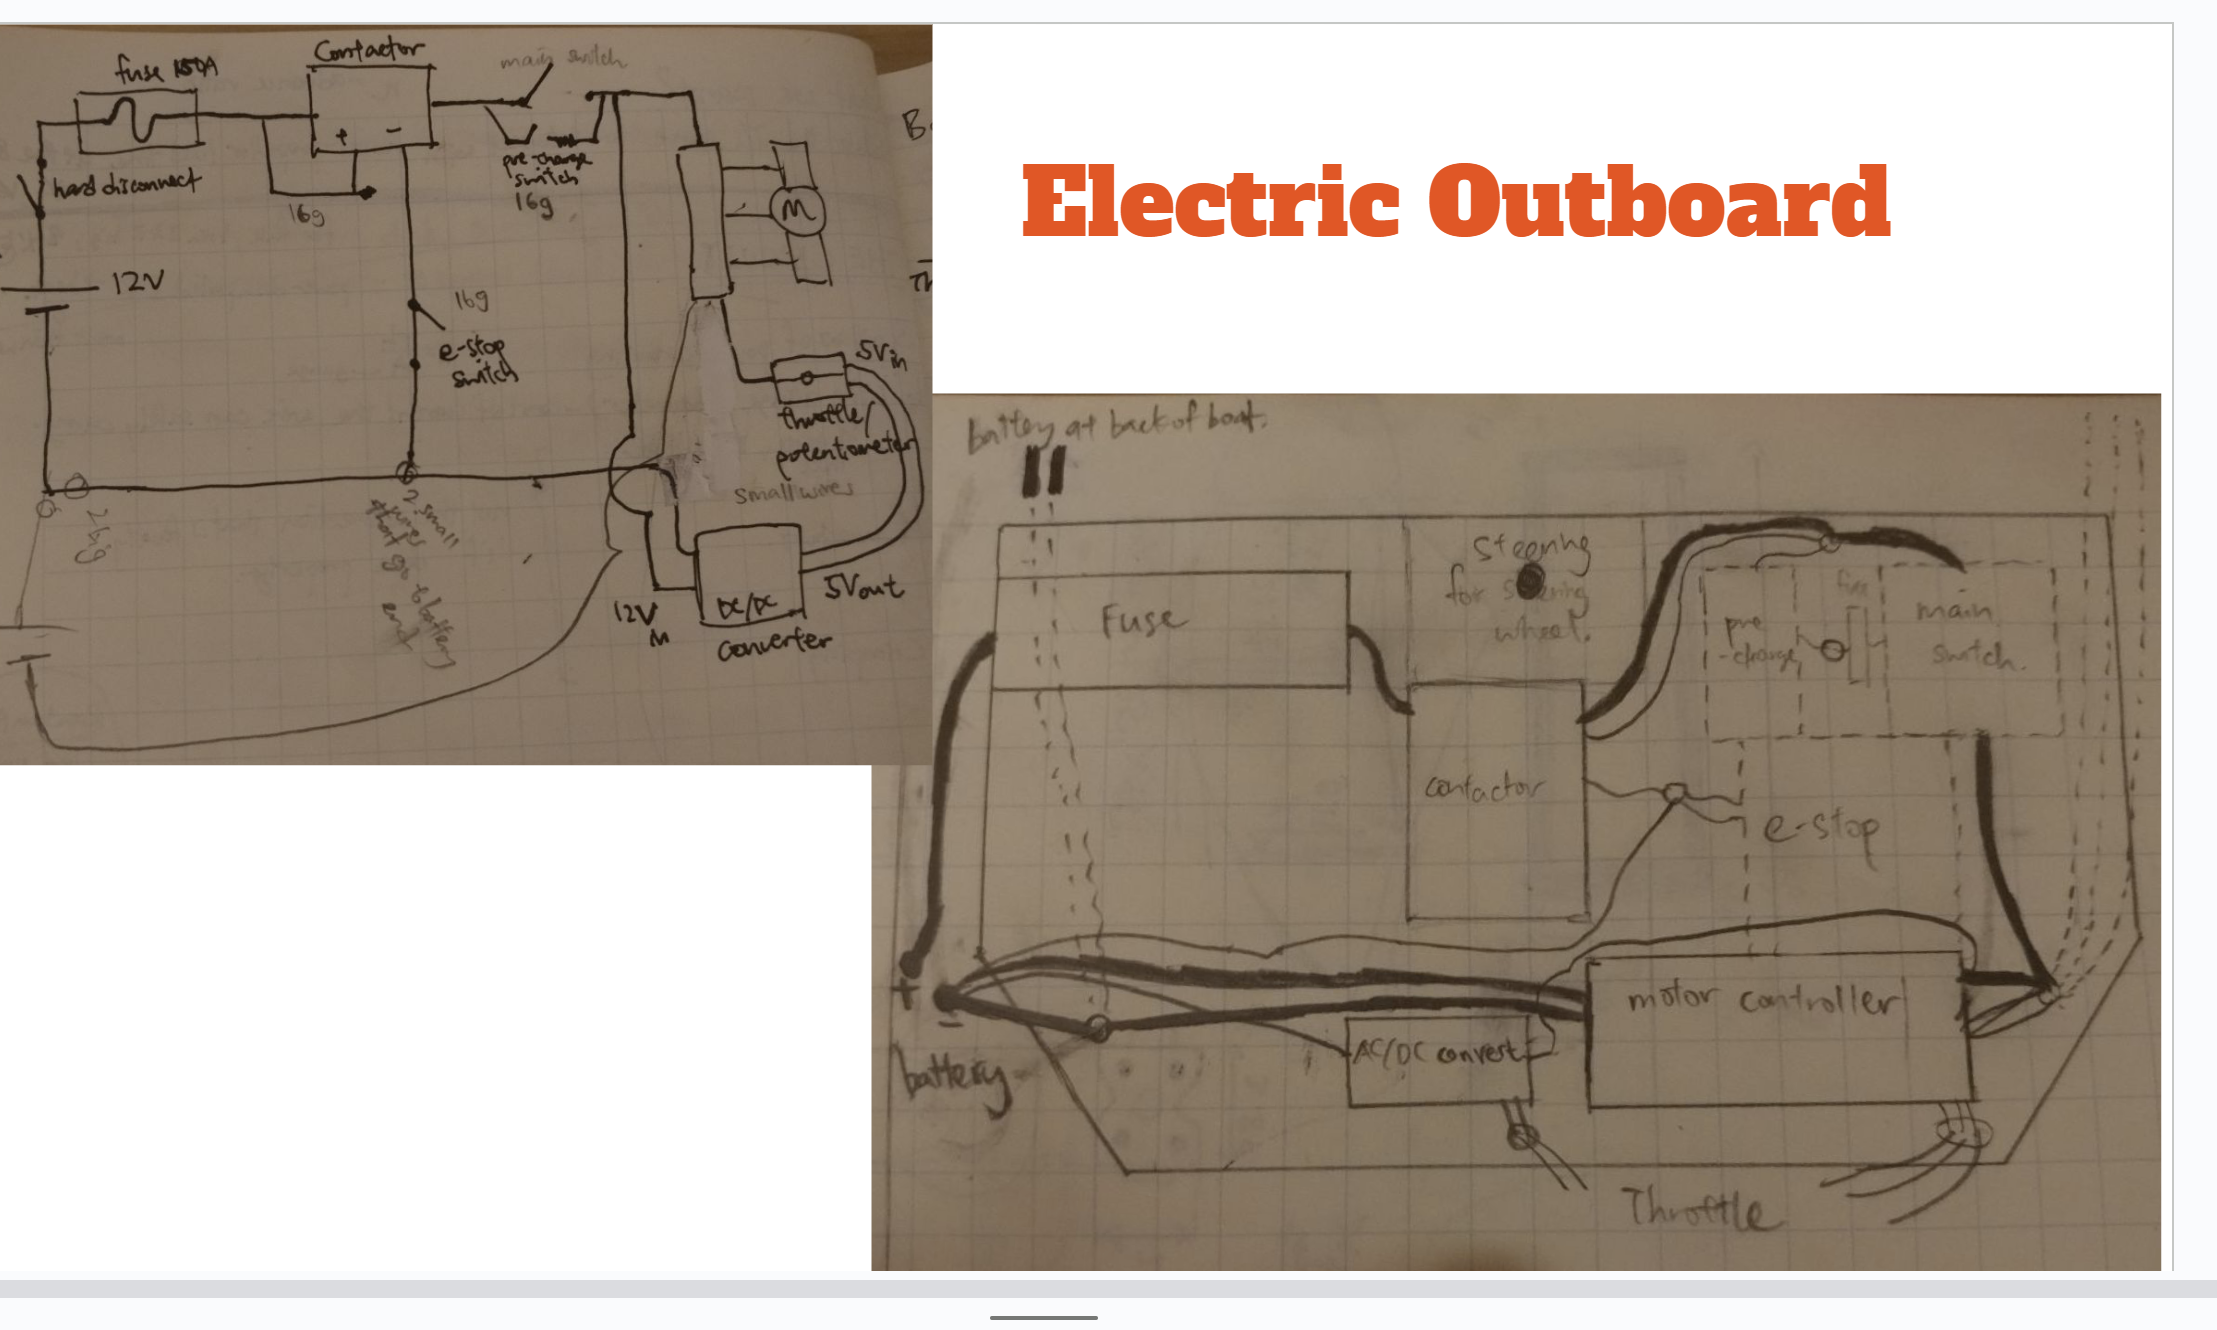 Electric Outboard
fuse 150A
Contactor
main switch
+ -
hard disconnect
16g
pre-charge
switch
16g
M
12V
16g
e-stop
switch
5Vin
throttle/
potentiometer
small wires
2 big
2 small
wires
that go to battery
end
12V
in
DC/DC
converter
5Vout
B
Th
battery at back of boat.
Steering
for steering
wheel.
Fuse
pre
-charge
fuse
main
switch.
contactor
e-stop
+
-
battery
motor controller
AC/DC convert
Throttle